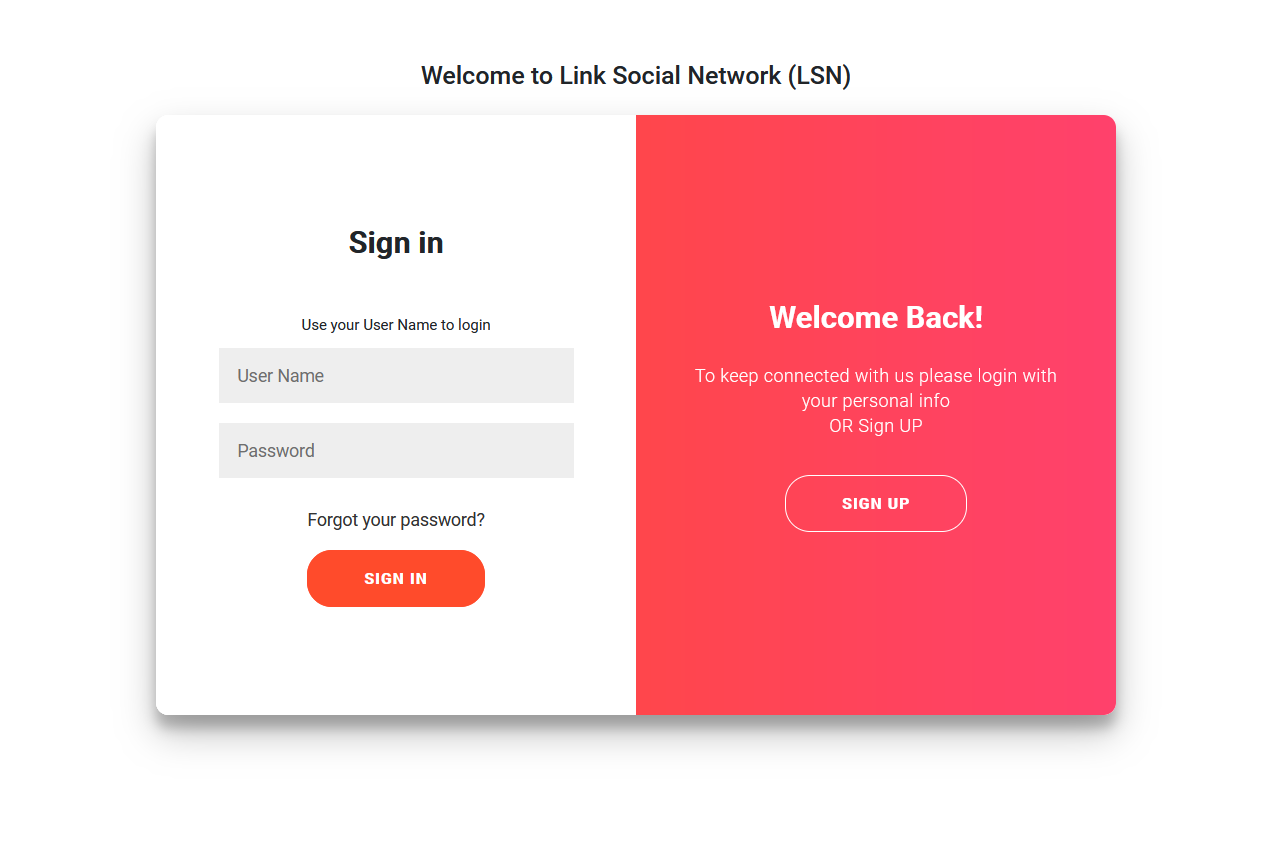 Welcome to Link Social Network (LSN)
Sign in
Use your User Name to login
User Name
Password
Forgot your password?
SIGN IN
Welcome Back!
To keep connected with us please login with
your personal info
OR Sign UP
SIGN UP